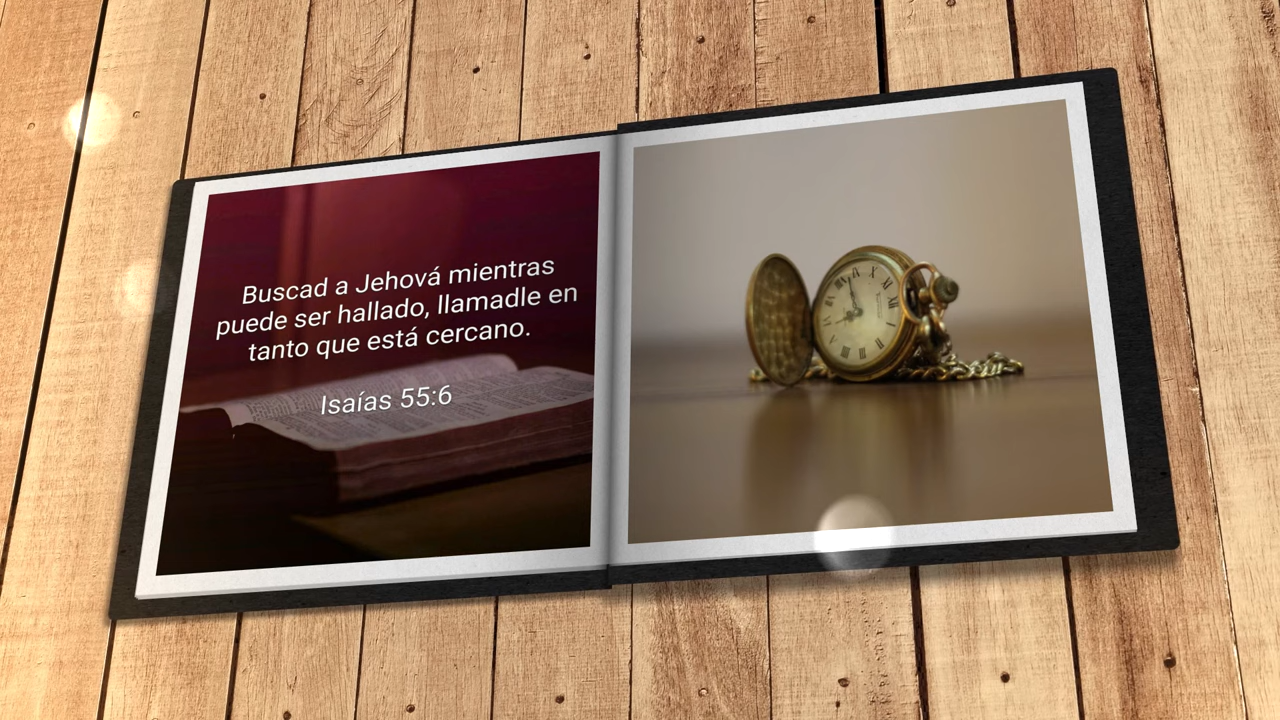 Buscad a Jehová mientras
puede ser hallado, llamadle en
tanto que está cercano.
Isaías 55:6